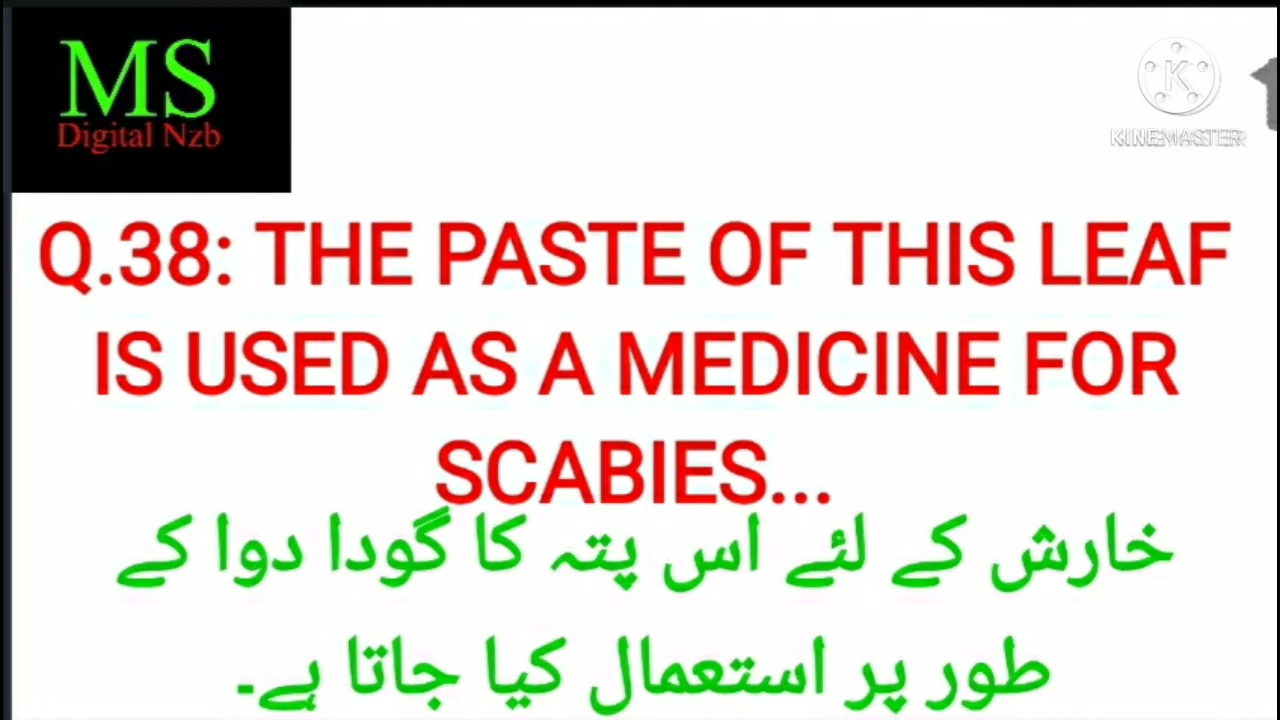 MS
Digital Nzb
KINEMASTER
Q.38: THE PASTE OF THIS LEAF
IS USED AS A MEDICINE FOR
SCABIES...
خارش کے لئے اس پتہ کا گودا دوا کے
طور پر استعمال کیا جاتا ہے۔